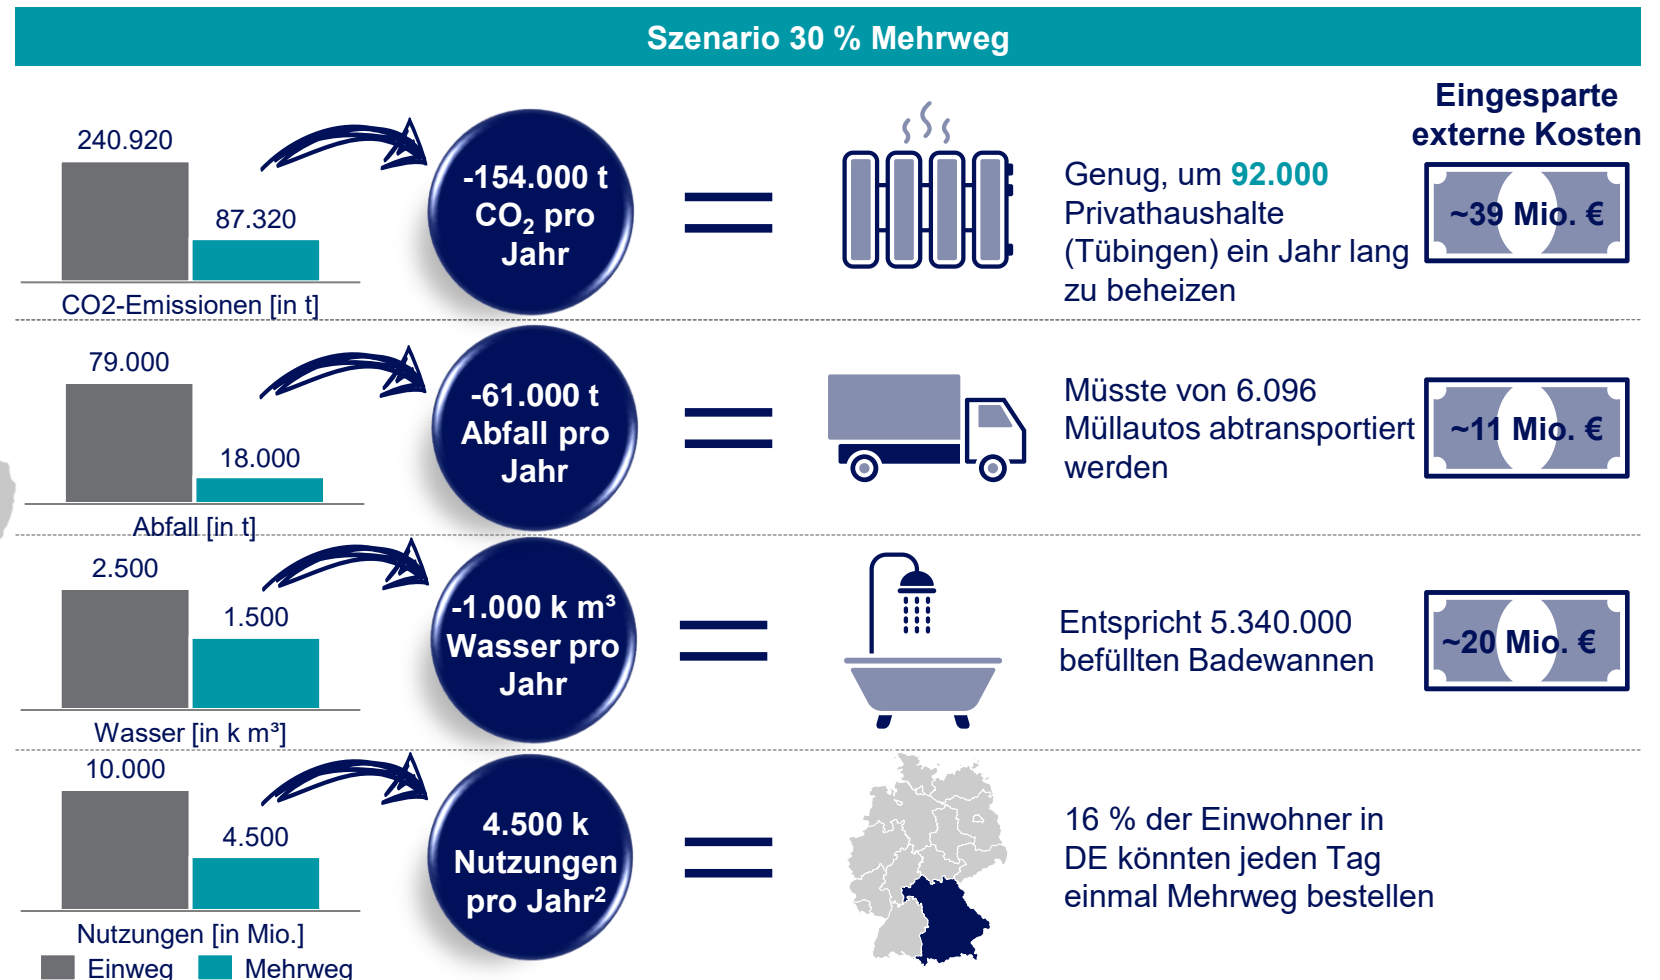 Szenario 30 % Mehrweg
Eingesparte
externe Kosten
240.920
87.320
CO2-Emissionen [in t]
-154.000 t
CO₂ pro
Jahr
Genug, um 92.000
Privathaushalte
(Tübingen) ein Jahr lang
zu beheizen
~39 Mio. €
79.000
18.000
Abfall [in t]
-61.000 t
Abfall pro
Jahr
Müsste von 6.096
Müllautos abtransportiert
werden
~11 Mio. €
2.500
1.500
Wasser [in k m³]
-1.000 k m³
Wasser pro
Jahr
Entspricht 5.340.000
befüllten Badewannen
~20 Mio. €
10.000
4.500
Nutzungen [in Mio.]
4.500 k
Nutzungen
pro Jahr²
16 % der Einwohner in
DE könnten jeden Tag
einmal Mehrweg bestellen
Einweg Mehrweg